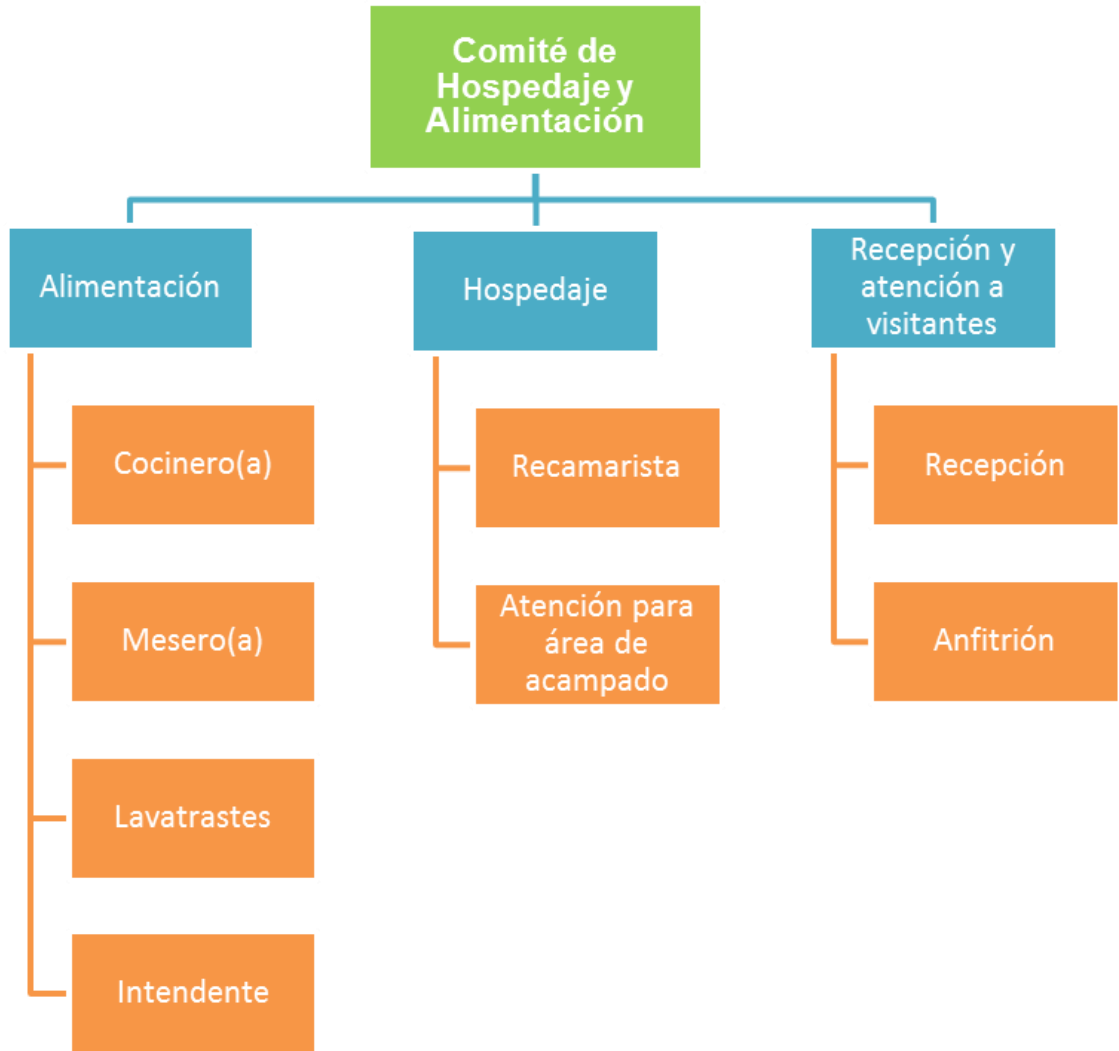 Comité de
Hospedaje y
Alimentación
Alimentación
Hospedaje
Recepción y
atención a
visitantes
Cocinero(a)
Mesero(a)
Lavatrastes
Intendente
Recamarista
Atención para
área de
acampado
Recepción
Anfitrión